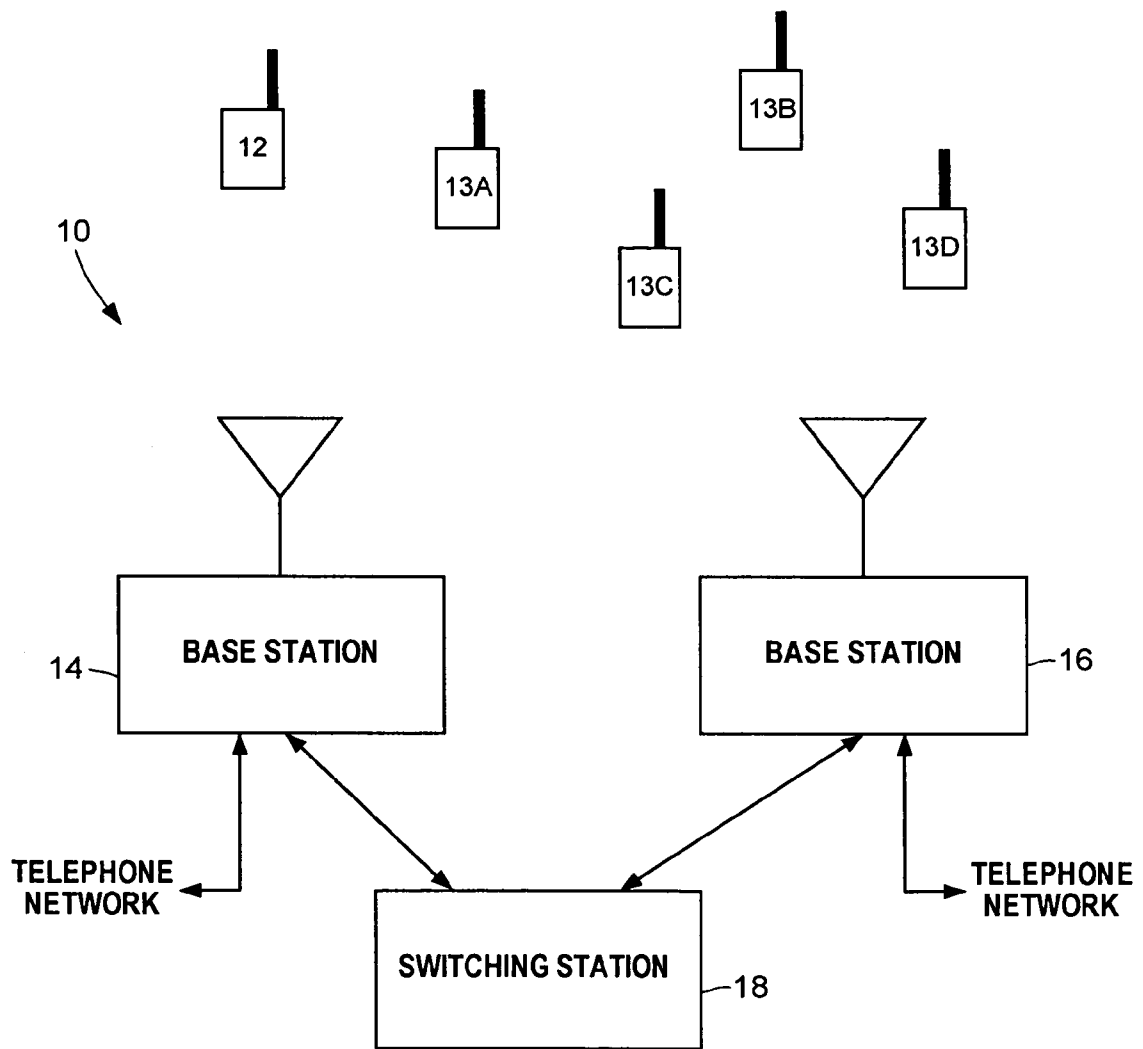 13B
12
13A
10
13D
13C
BASE STATION
BASE STATION
14
16
TELEPHONE
NETWORK
TELEPHONE
NETWORK
SWITCHING STATION
18